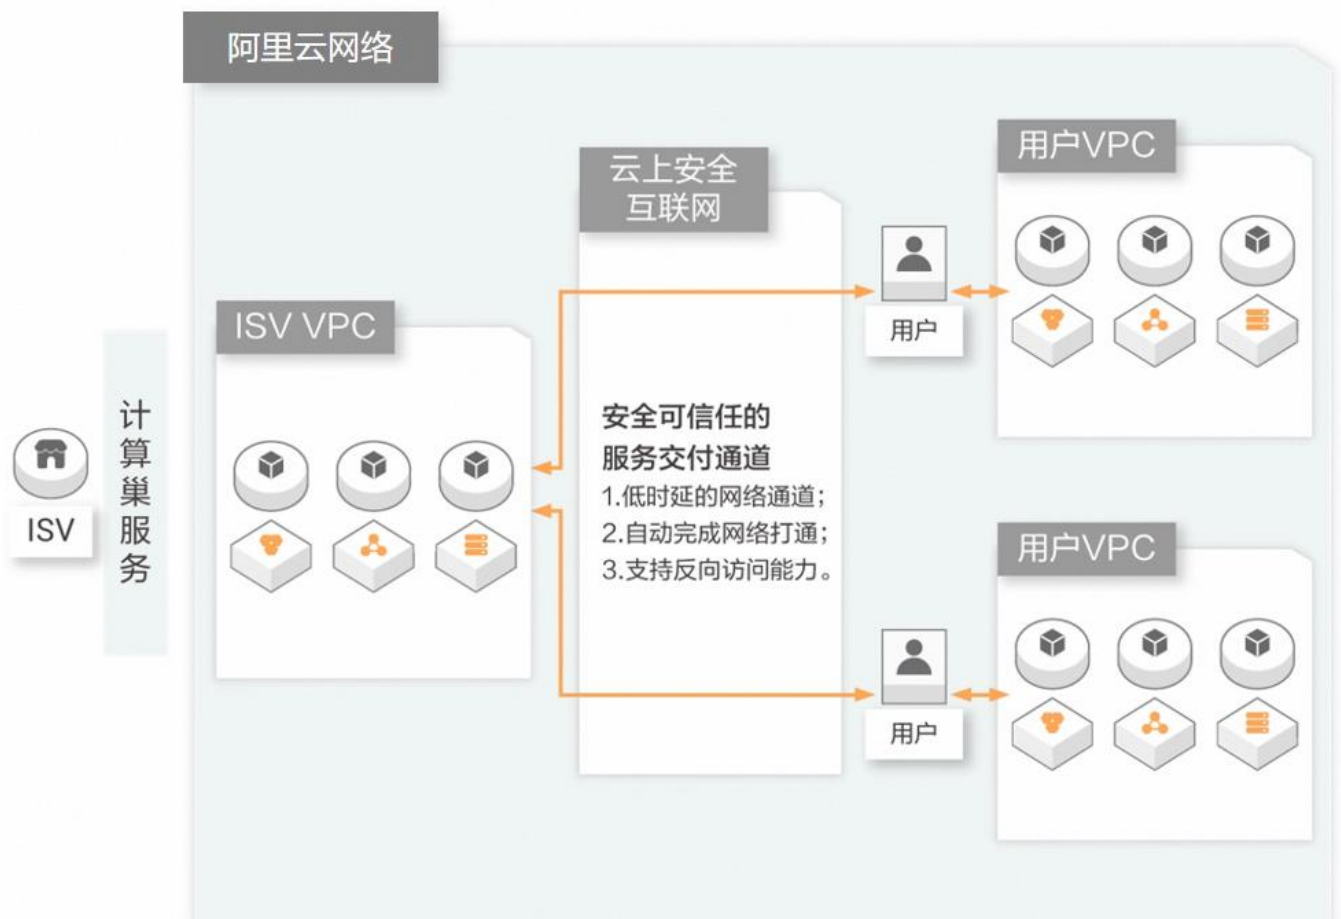 阿里云网络
ISV
计算巢服务
ISV VPC
云上安全
互联网
安全可信任的
服务交付通道
1.低时延的网络通道；
2.自动完成网络打通；
3.支持反向访问能力。
用户
用户VPC
用户
用户VPC